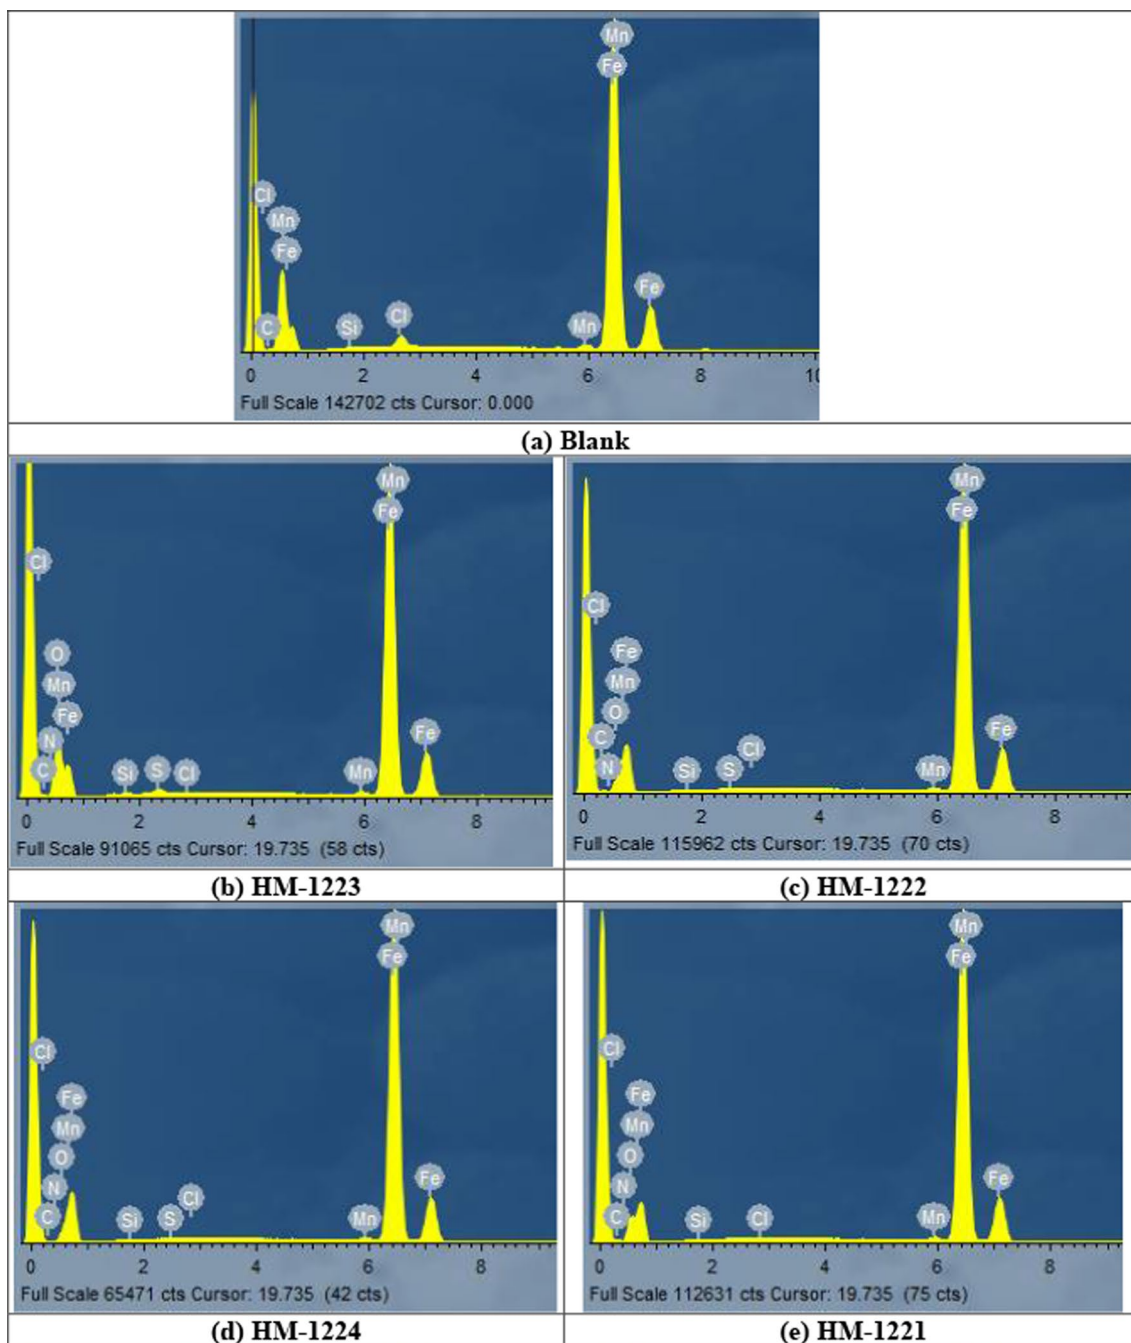 Mn
Fe
Cl
Mn
Fe
Fe
C
Si
Cl
Mn
0 2 4 6 8 10
Full Scale 142702 cts Cursor: 0.000
(a) Blank
Mn
Fe
Cl
O
Mn
Fe
N
Fe
C
Si
S
Cl
Mn
0 2 4 6 8
Full Scale 91065 cts Cursor: 19.735 (58 cts)
(b) HM-1223
Mn
Fe
Cl
Fe
Mn
O
C
Cl
Fe
N
Si
S
Mn
0 2 4 6 8
Full Scale 115962 cts Cursor: 19.735 (70 cts)
(c) HM-1222
Mn
Fe
Cl
Fe
Mn
O
N
Cl
Fe
C
Si
S
Mn
0 2 4 6 8
Full Scale 65471 cts Cursor: 19.735 (42 cts)
(d) HM-1224
Mn
Fe
Cl
Fe
Mn
O
N
Fe
C
Si
Cl
Mn
0 2 4 6 8
Full Scale 112631 cts Cursor: 19.735 (75 cts)
(e) HM-1221